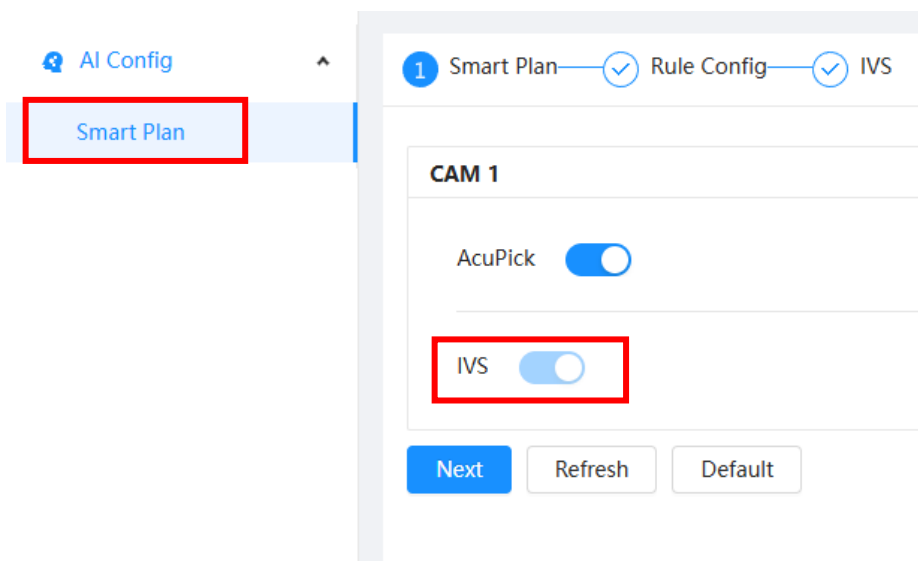 AI Config
Smart Plan
1 Smart Plan Rule Config IVS
CAM 1
AcuPick
IVS
Next Refresh Default